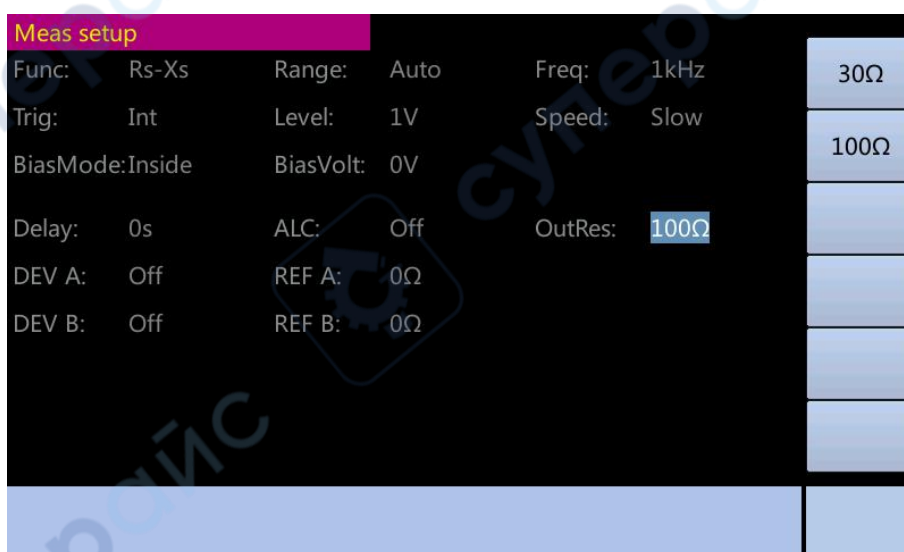 Meas setup
Func: Rs-Xs Range: Auto Freq: 1kHz
30Ω
Trig: Int Level: 1V Speed: Slow
100Ω
BiasMode: Inside BiasVolt: 0V
Delay: 0s ALC: Off OutRes: 100Ω
DEV A: Off REF A: 0Ω
DEV B: Off REF B: 0Ω
суперайс